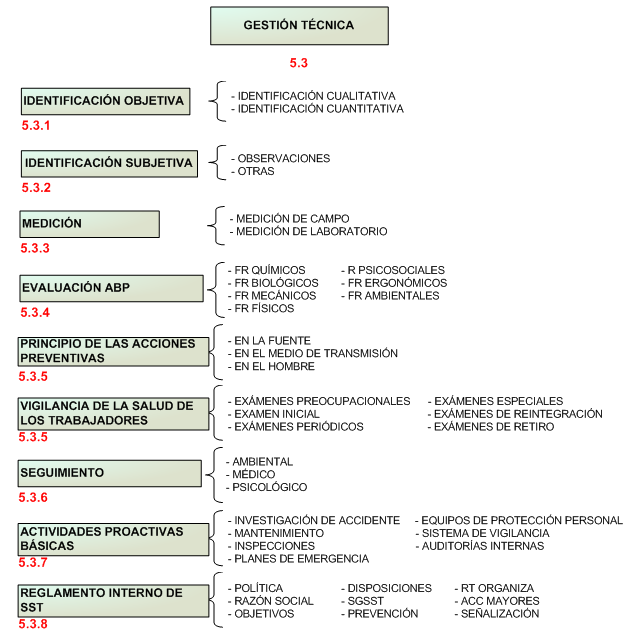 GESTIÓN TÉCNICA
5.3
IDENTIFICACIÓN OBJETIVA
5.3.1
- IDENTIFICACIÓN CUALITATIVA
- IDENTIFICACIÓN CUANTITATIVA
IDENTIFICACIÓN SUBJETIVA
5.3.2
- OBSERVACIONES
- OTRAS
MEDICIÓN
5.3.3
- MEDICIÓN DE CAMPO
- MEDICIÓN DE LABORATORIO
EVALUACIÓN ABP
5.3.4
- FR QUÍMICOS - R PSICOSOCIALES
- FR BIOLÓGICOS - FR ERGONÓMICOS
- FR MECÁNICOS - FR AMBIENTALES
- FR FÍSICOS
PRINCIPIO DE LAS ACCIONES
PREVENTIVAS
5.3.5
- EN LA FUENTE
- EN EL MEDIO DE TRANSMISIÓN
- EN EL HOMBRE
VIGILANCIA DE LA SALUD DE
LOS TRABAJADORES
5.3.5
- EXÁMENES PREOCUPACIONALES - EXÁMENES ESPECIALES
- EXAMEN INICIAL - EXÁMENES DE REINTEGRACIÓN
- EXÁMENES PERIÓDICOS - EXÁMENES DE RETIRO
SEGUIMIENTO
5.3.6
- AMBIENTAL
- MÉDICO
- PSICOLÓGICO
ACTIVIDADES PROACTIVAS
BÁSICAS
5.3.7
- INVESTIGACIÓN DE ACCIDENTE - EQUIPOS DE PROTECCIÓN PERSONAL
- MANTENIMIENTO - SISTEMA DE VIGILANCIA
- INSPECCIONES - AUDITORÍAS INTERNAS
- PLANES DE EMERGENCIA
REGLAMENTO INTERNO DE
SST
5.3.8
- POLÍTICA - DISPOSICIONES - RT ORGANIZA
- RAZÓN SOCIAL - SGSST - ACC MAYORES
- OBJETIVOS - PREVENCIÓN - SEÑALIZACIÓN